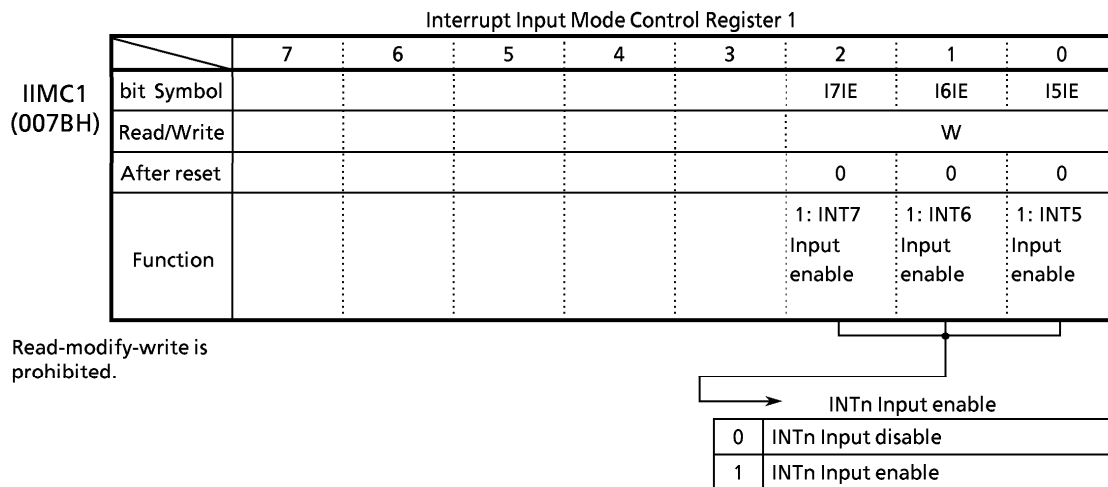 Interrupt Input Mode Control Register 1
7 6 5 4 3 2 1 0
IIMC1
(007BH)
bit Symbol I7IE I6IE I5IE
Read/Write W
After reset 0 0 0
Function
1: INT7 1: INT6 1: INT5
Input Input Input
enable enable enable
Read-modify-write is
prohibited.
INTn Input enable
0 INTn Input disable
1 INTn Input enable